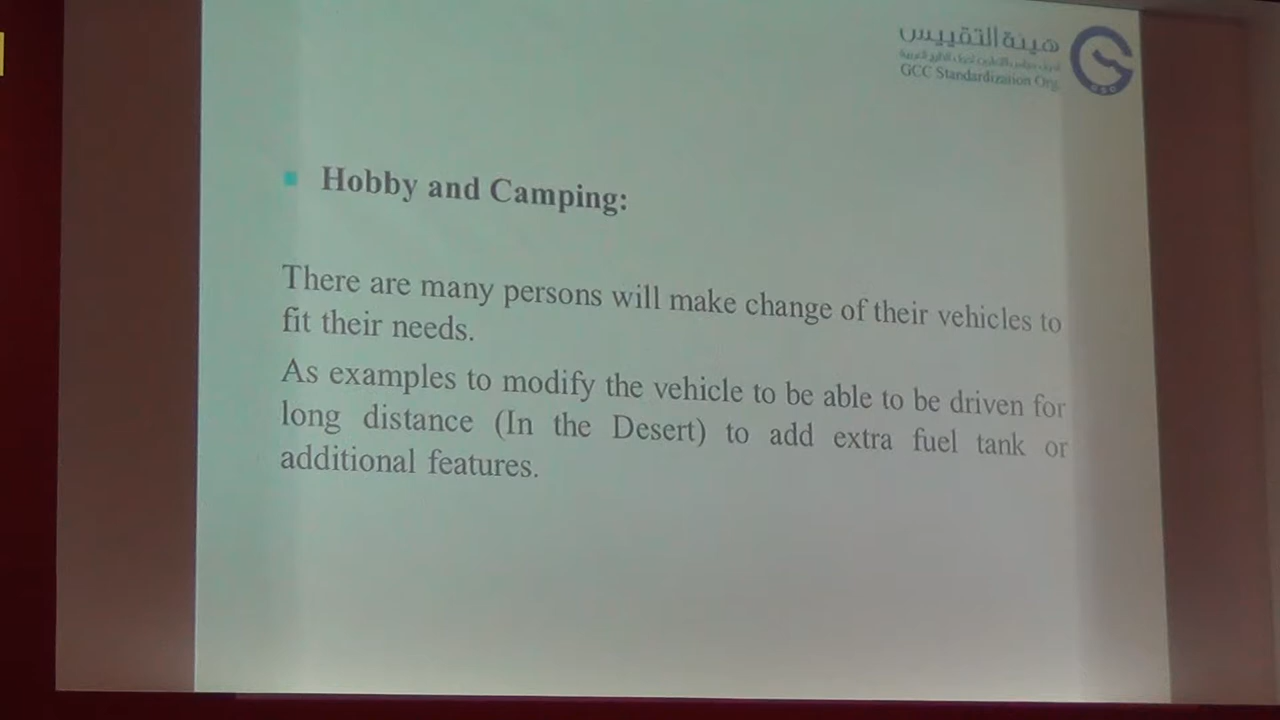 هيئة التقييس
GCC Standardization Org.
GSO
Hobby and Camping:
There are many persons will make change of their vehicles to
fit their needs.
As examples to modify the vehicle to be able to be driven for
long distance (In the Desert) to add extra fuel tank or
additional features.